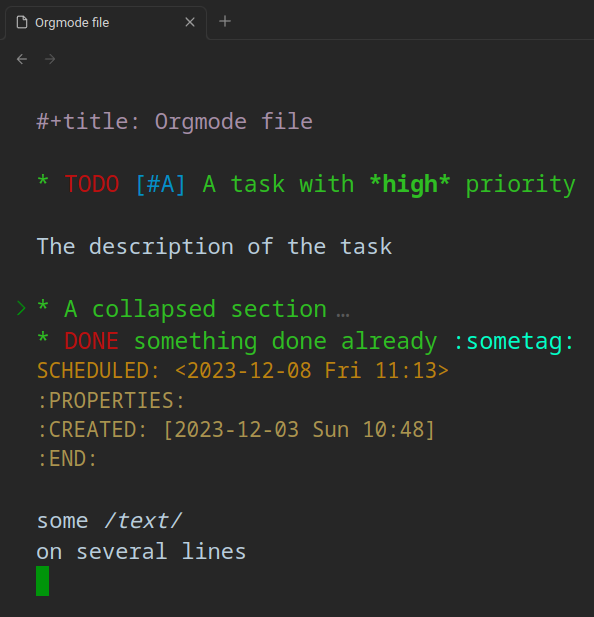 Orgmode file
#+title: Orgmode file
* TODO [#A] A task with *high* priority
The description of the task
* A collapsed section …
* DONE something done already :sometag:
SCHEDULED: <2023-12-08 Fri 11:13>
:PROPERTIES:
:CREATED: [2023-12-03 Sun 10:48]
:END:
some /text/
on several lines